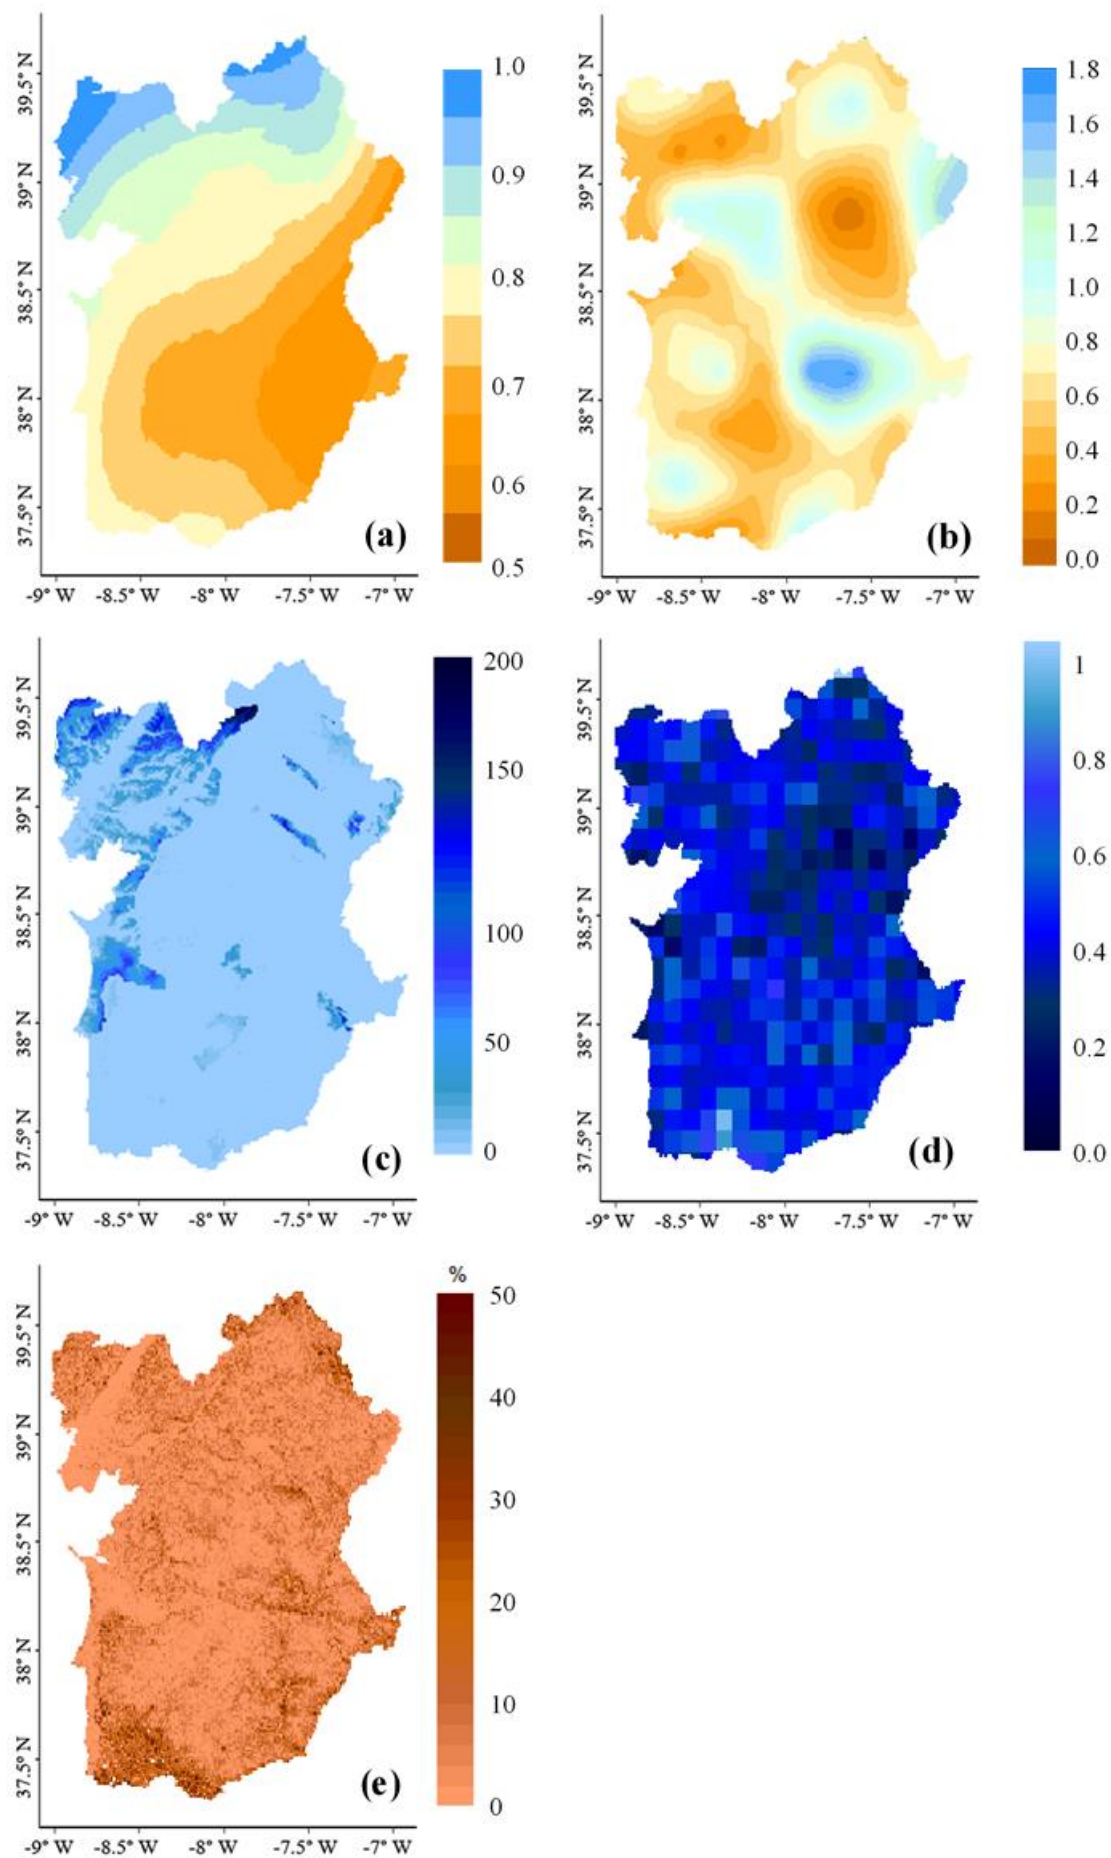 39.5° N
39° N
38.5° N
38° N
37.5° N
-9° W -8.5° W -8° W -7.5° W -7° W
(a)
1.0
0.9
0.8
0.7
0.6
0.5
39.5° N
39° N
38.5° N
38° N
37.5° N
-9° W -8.5° W -8° W -7.5° W -7° W
(b)
1.8
1.6
1.4
1.2
1.0
0.8
0.6
0.4
0.2
0.0
39.5° N
39° N
38.5° N
38° N
37.5° N
-9° W -8.5° W -8° W -7.5° W -7° W
(c)
200
150
100
50
0
39.5° N
39° N
38.5° N
38° N
37.5° N
-9° W -8.5° W -8° W -7.5° W -7° W
(d)
1
0.8
0.6
0.4
0.2
0.0
39.5° N
39° N
38.5° N
38° N
37.5° N
-9° W -8.5° W -8° W -7.5° W -7° W
(e)
%
50
40
30
20
10
0